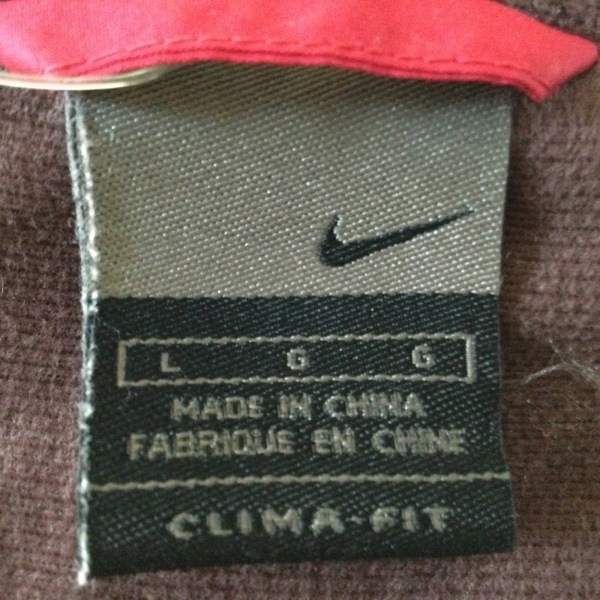 L G G
MADE IN CHINA
FABRIQUE EN CHINE
CLIMA-FIT